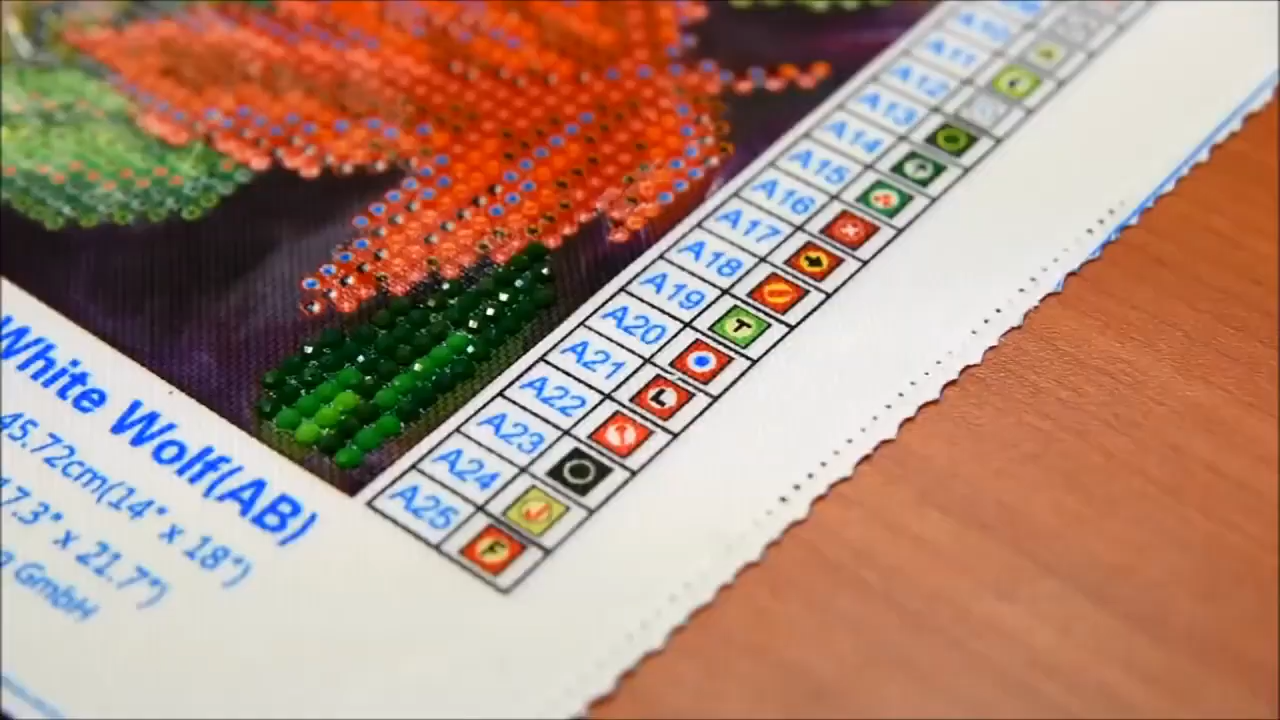 A10
A11
A12
A13
A14
A15
A16
A17
A18
A19
A20
T
A21
A22
L
A23
A24
A25
F
White Wolf(AB)
45.72cm(14" x 18")
7.3" x 21.7")
g GmbH